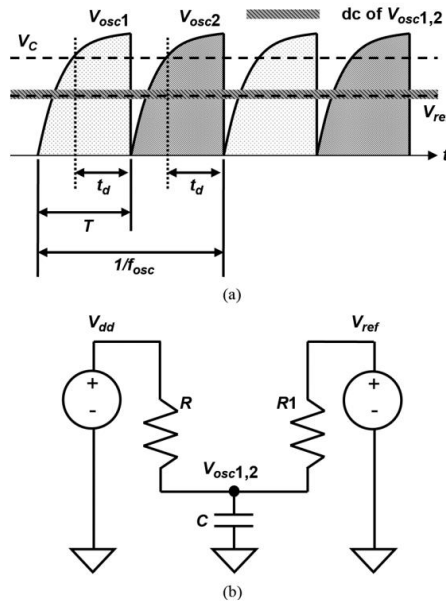 Vosc1 Vosc2 dc of Vosc1,2
VC
Vre
t
td td
T
1/fosc
(a)
Vdd Vref
+ +
- -
R R1
Vosc1,2
C
(b)